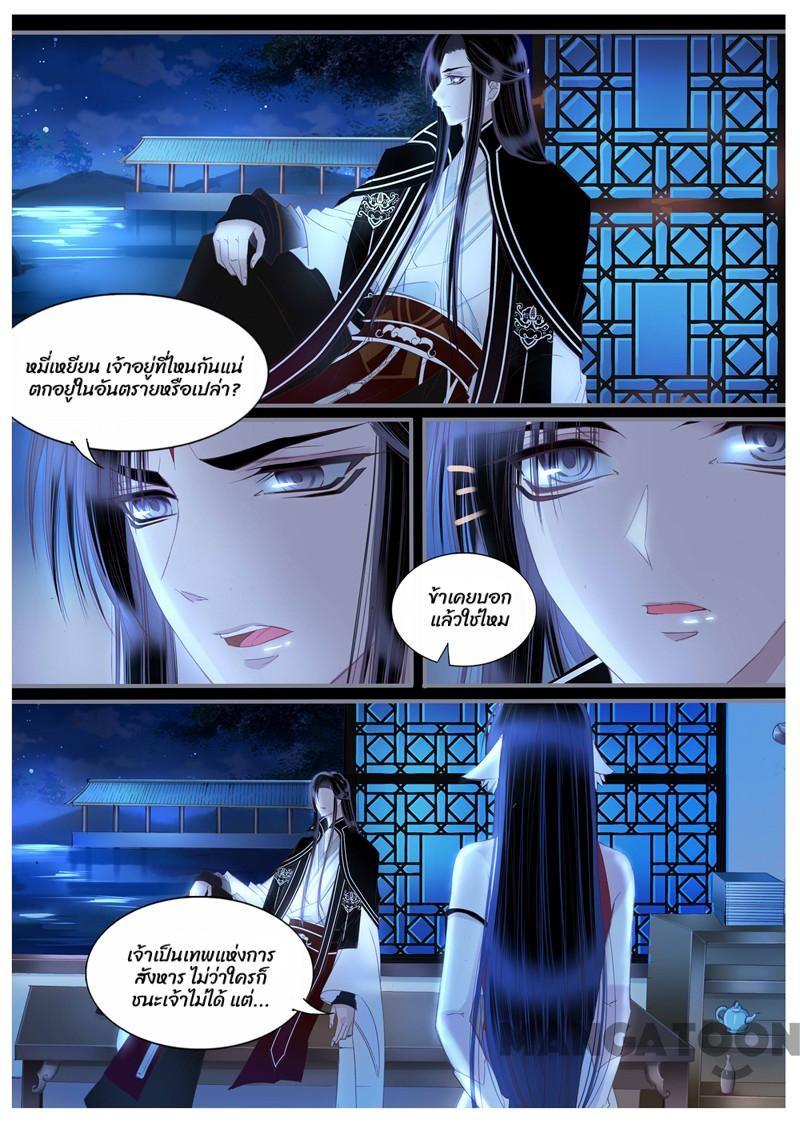 หมี่เหยียน เจ้าอยู่ที่ไหนกันแน่
ตกอยู่ในอันตรายหรือเปล่า?
ข้าเคยบอก
แล้วใช่ไหม
เจ้าเป็นเทพแห่งการ
สังหาร ไม่ว่าใครก็
ชนะเจ้าไม่ได้ แต่...
MANGATOON